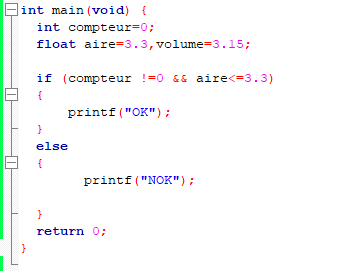 int main(void) {
int compteur=0;
float aire=3.3,volume=3.15;
if (compteur !=0 && aire<=3.3)
{
printf("OK");
}
else
{
printf("NOK");
}
return 0;
}